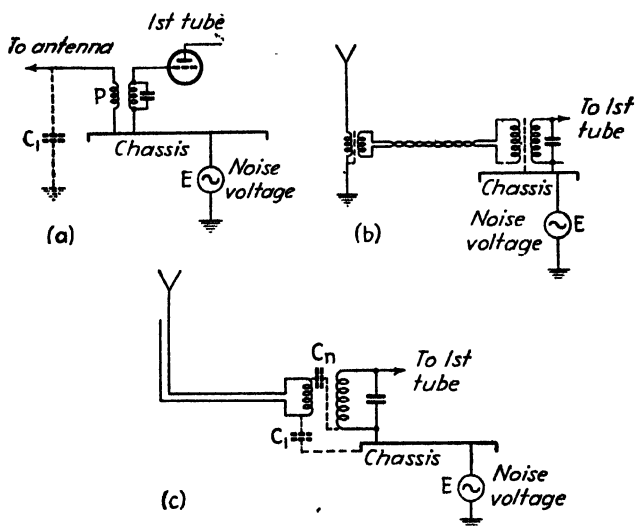 1st tube
To antenna
P
C1
Chassis
E
Noise
voltage
(a)
To 1st
tube
Chassis
Noise
voltage
E
(b)
Cn
To 1st
tube
C1
Chassis
E
Noise
voltage
(c)